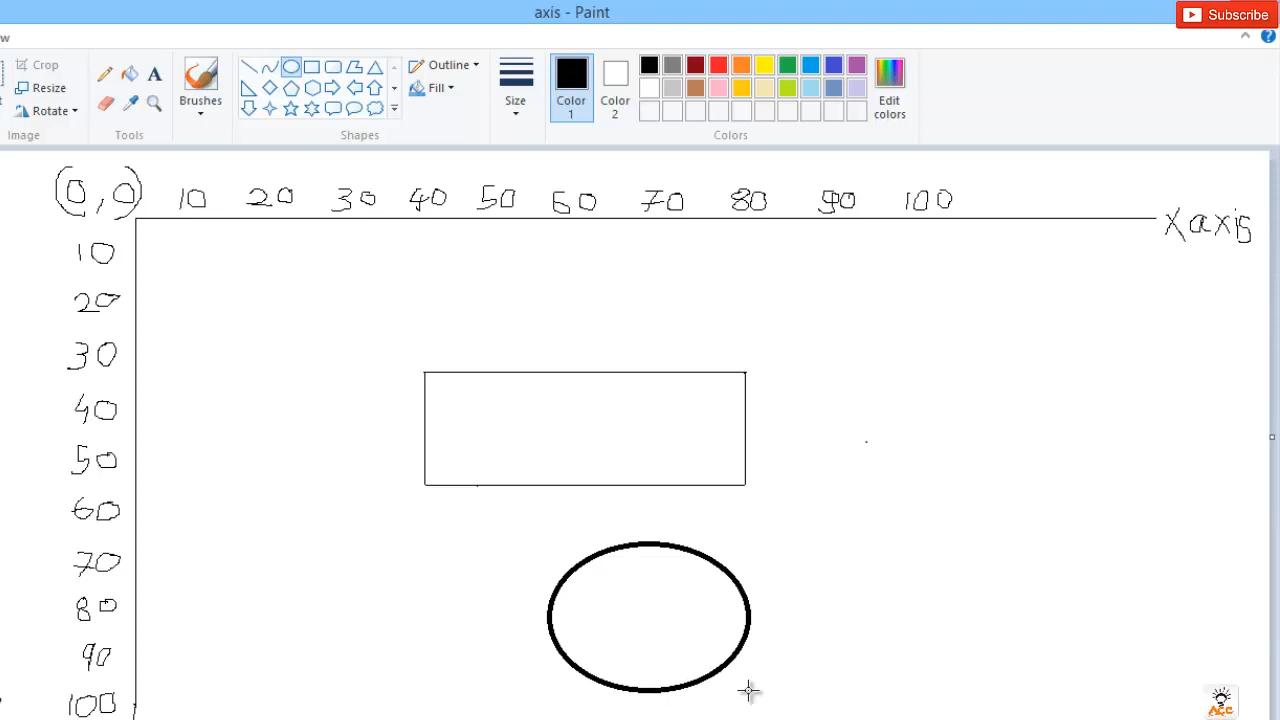 axis - Paint
Subscribe
w
Crop
Resize
Rotate
Image
Tools
Brushes
Outline
Fill
Shapes
Size
Color 1
Color 2
Edit colors
Colors
(0,0) 10 20 30 40 50 60 70 80 90 100
X axis
10
20
30
40
50
60
70
80
90
100
ACC